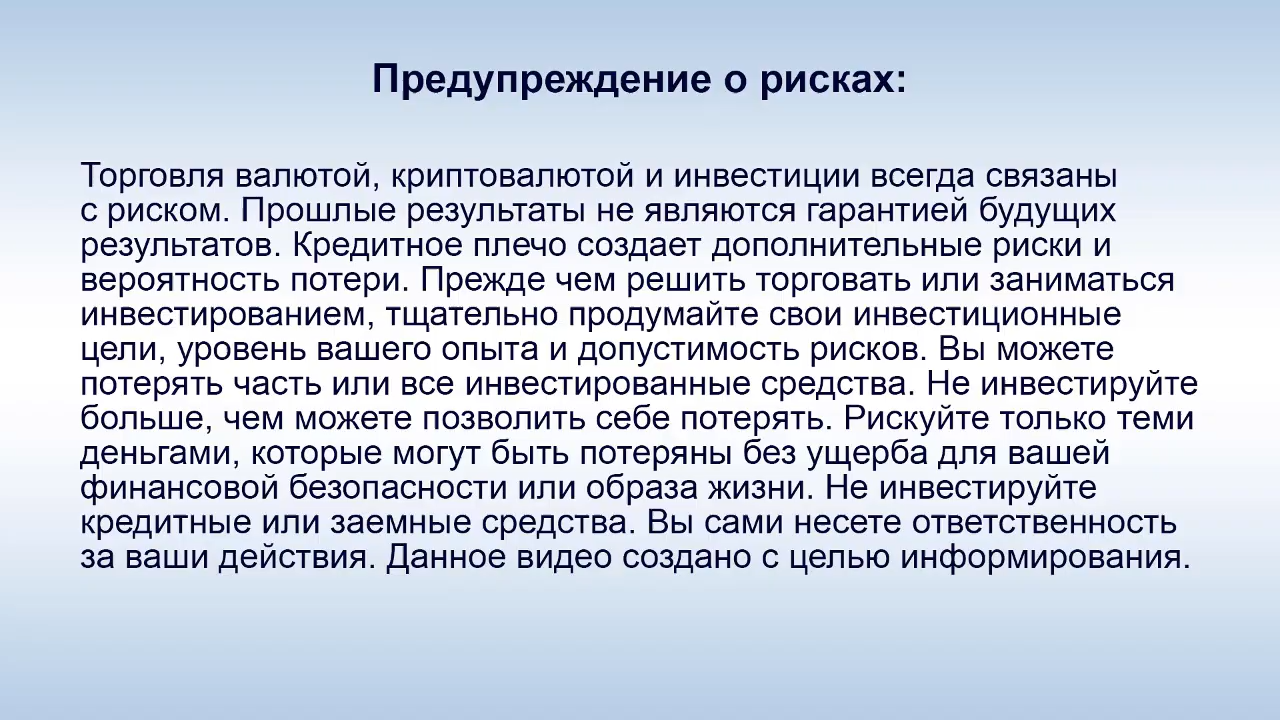 Предупреждение о рисках:
Торговля валютой, криптовалютой и инвестиции всегда связаны
с риском. Прошлые результаты не являются гарантией будущих
результатов. Кредитное плечо создает дополнительные риски и
вероятность потери. Прежде чем решить торговать или заниматься
инвестированием, тщательно продумайте свои инвестиционные
цели, уровень вашего опыта и допустимость рисков. Вы можете
потерять часть или все инвестированные средства. Не инвестируйте
больше, чем можете позволить себе потерять. Рискуйте только теми
деньгами, которые могут быть потеряны без ущерба для вашей
финансовой безопасности или образа жизни. Не инвестируйте
кредитные или заемные средства. Вы сами несете ответственность
за ваши действия. Данное видео создано с целью информирования.